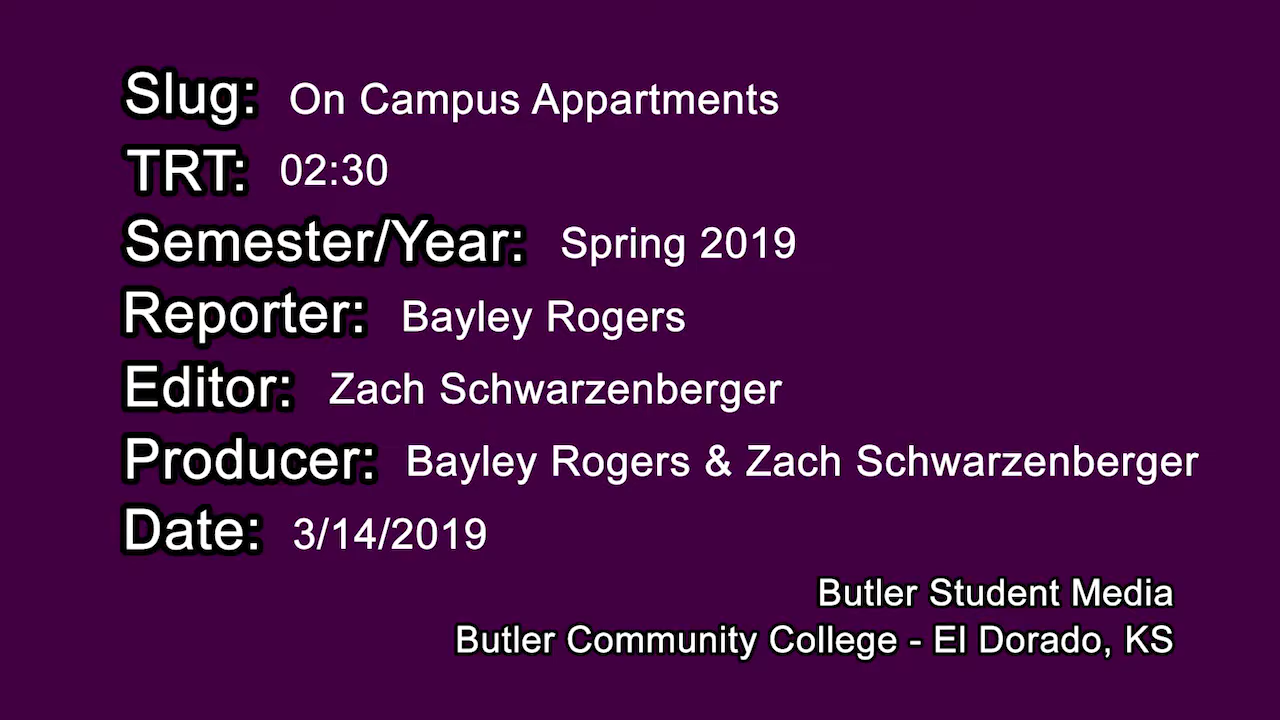 Slug: On Campus Appartments
TRT: 02:30
Semester/Year: Spring 2019
Reporter: Bayley Rogers
Editor: Zach Schwarzenberger
Producer: Bayley Rogers & Zach Schwarzenberger
Date: 3/14/2019
Butler Student Media
Butler Community College - El Dorado, KS